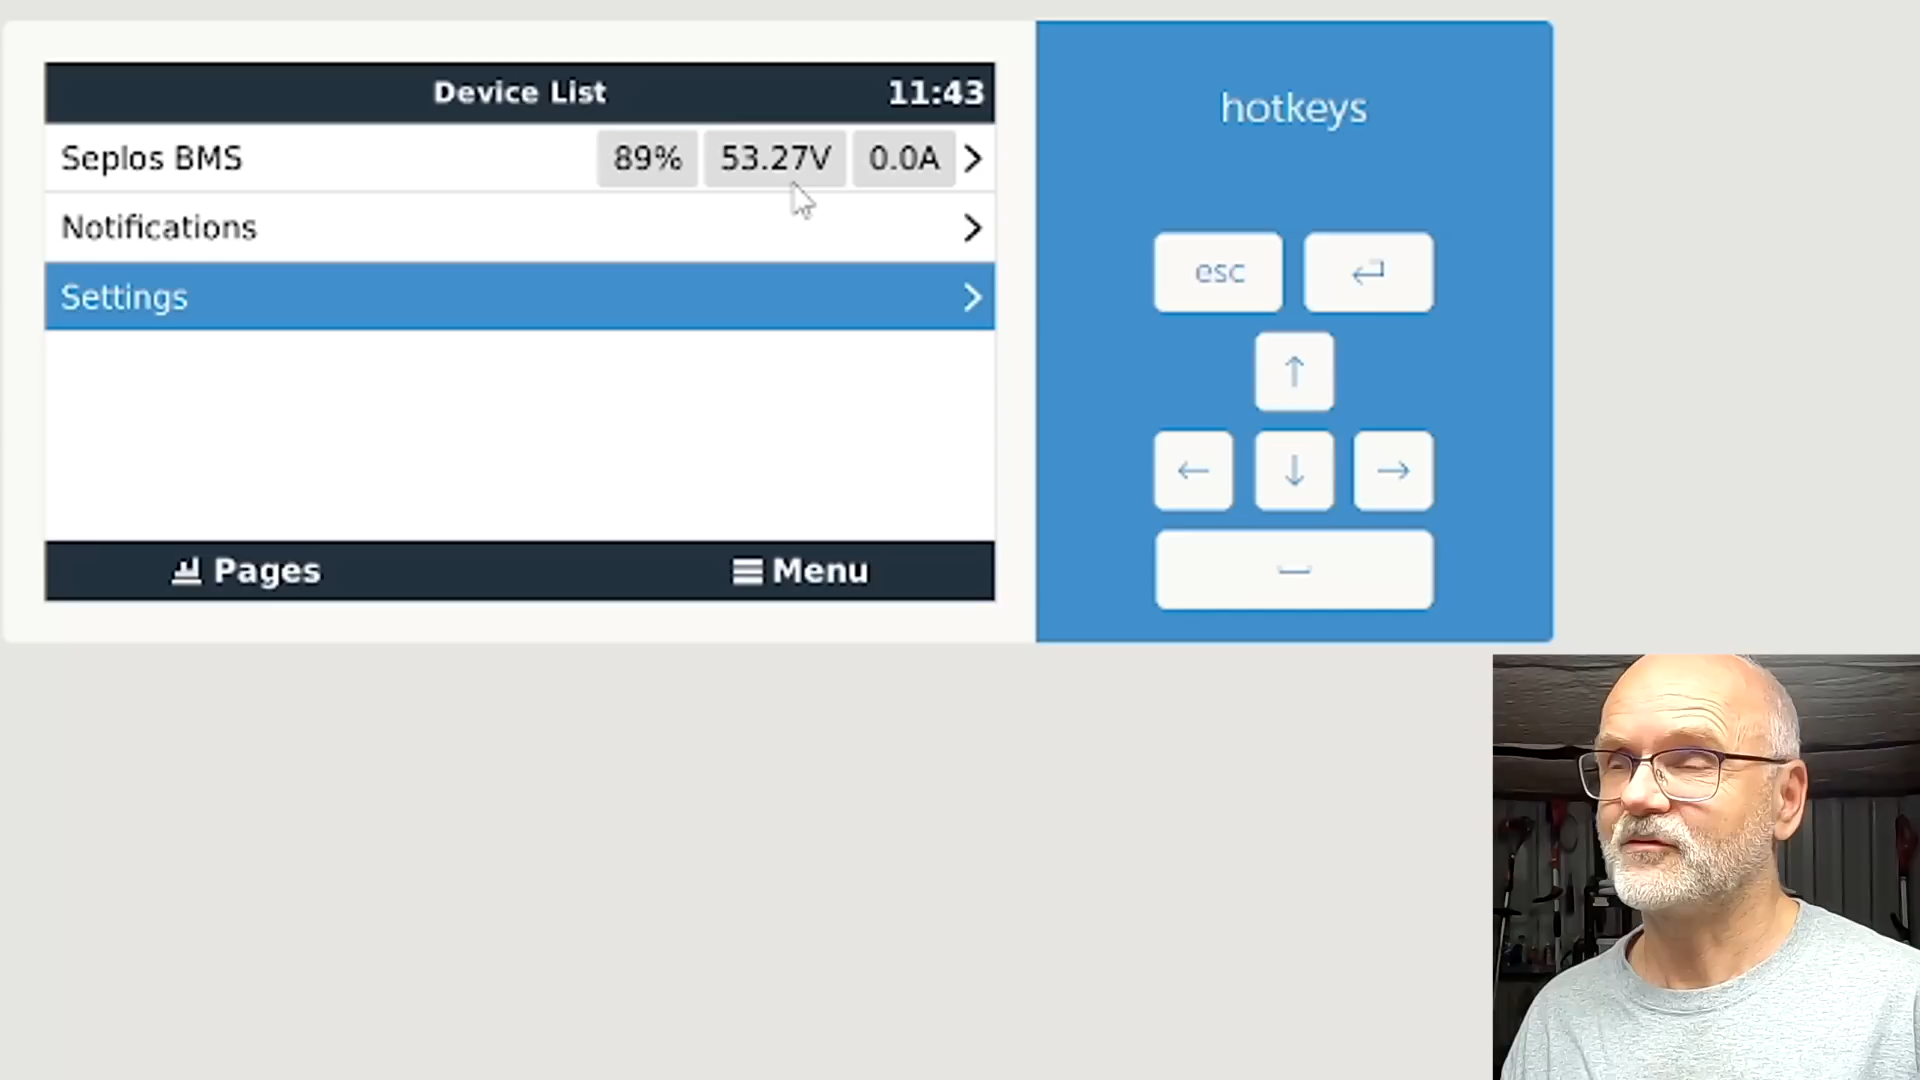 Device List 11:43
Seplos BMS 89% 53.27V 0.0A
Notifications
Settings
Pages Menu
hotkeys
esc